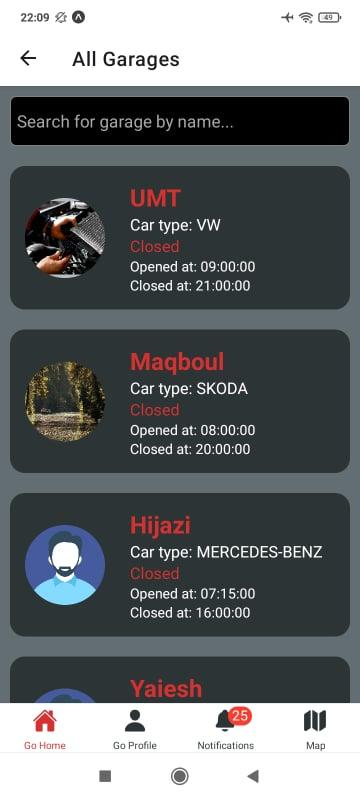 22:09
49
All Garages
Search for garage by name...
UMT
Car type: VW
Closed
Opened at: 09:00:00
Closed at: 21:00:00
Maqboul
Car type: SKODA
Closed
Opened at: 08:00:00
Closed at: 20:00:00
Hijazi
Car type: MERCEDES-BENZ
Closed
Opened at: 07:15:00
Closed at: 16:00:00
Yaiesh
25
Go Home
Go Profile
Notifications
Map